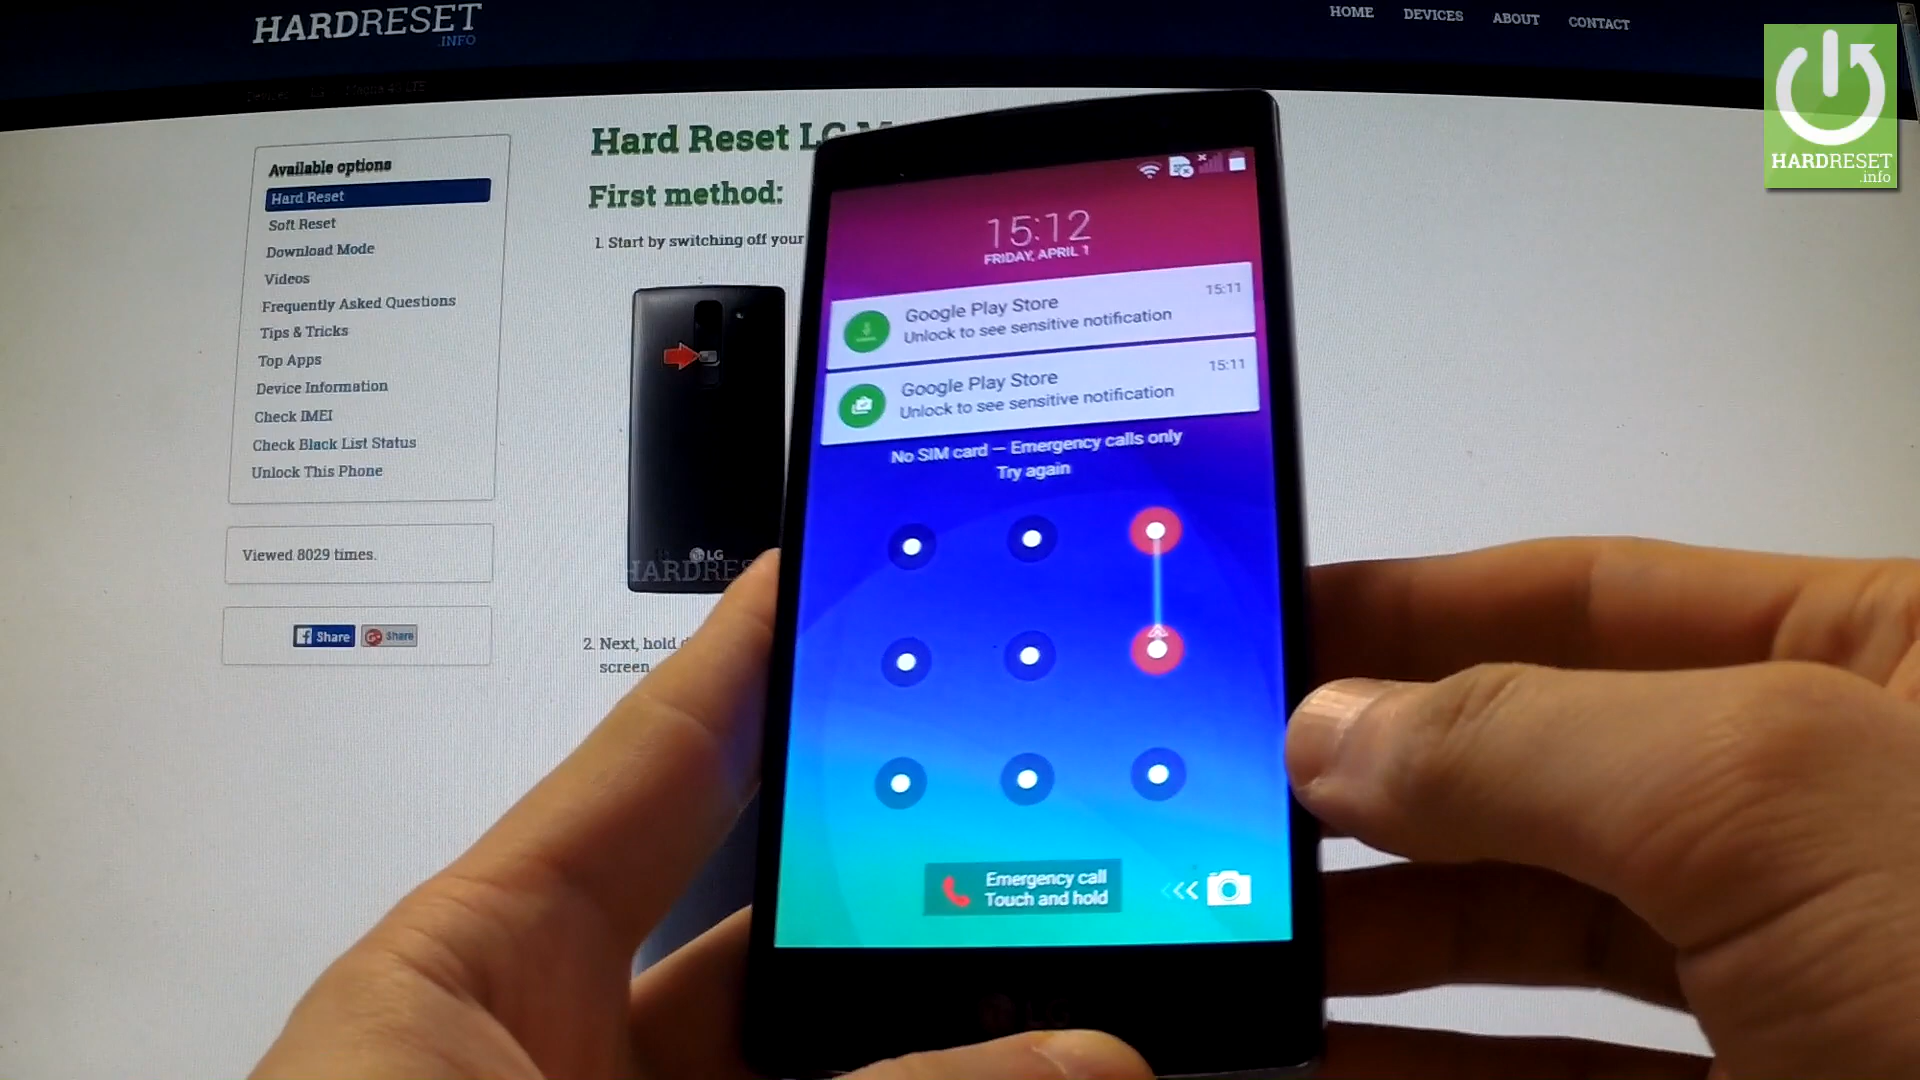 HARDRESET
.INFO
HOME DEVICES ABOUT CONTACT
HARDRESET
.info
Available options
Hard Reset
Soft Reset
Download Mode
Videos
Frequently Asked Questions
Tips & Tricks
Top Apps
Device Information
Check IMEI
Check Black List Status
Unlock This Phone
Viewed 8029 times.
Share
Share
Hard Reset LG
First method:
1. Start by switching off your
LG
HARDRES
2. Next, hold
screen
15:12
FRIDAY, APRIL 1
Google Play Store 15:11
Unlock to see sensitive notification
Google Play Store 15:11
Unlock to see sensitive notification
No SIM card — Emergency calls only
Try again
Emergency call
Touch and hold
LG